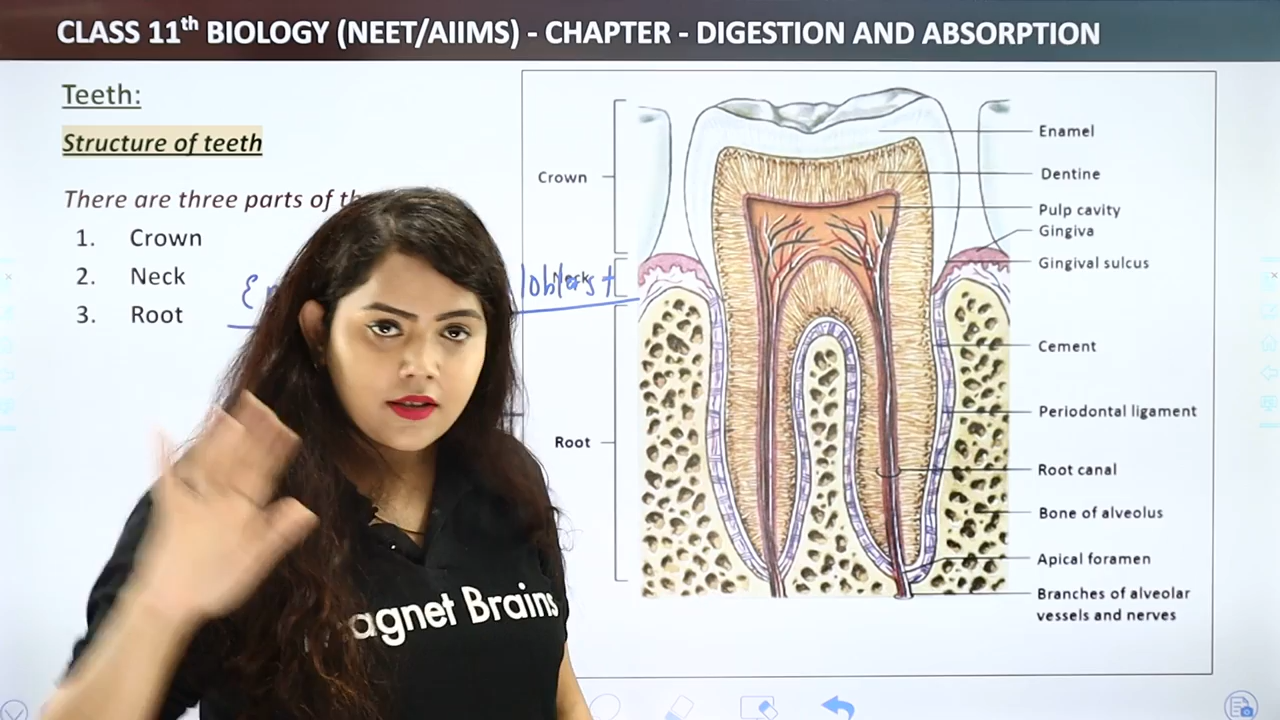 CLASS 11th BIOLOGY (NEET/AIIMS) - CHAPTER - DIGESTION AND ABSORPTION
Teeth:
Structure of teeth
There are three parts of th
1. Crown
2. Neck
3. Root
Crown
Neck
Root
Enamel
Dentine
Pulp cavity
Gingiva
Gingival sulcus
Cement
Periodontal ligament
Root canal
Bone of alveolus
Apical foramen
Branches of alveolar
vessels and nerves
agnet Brains